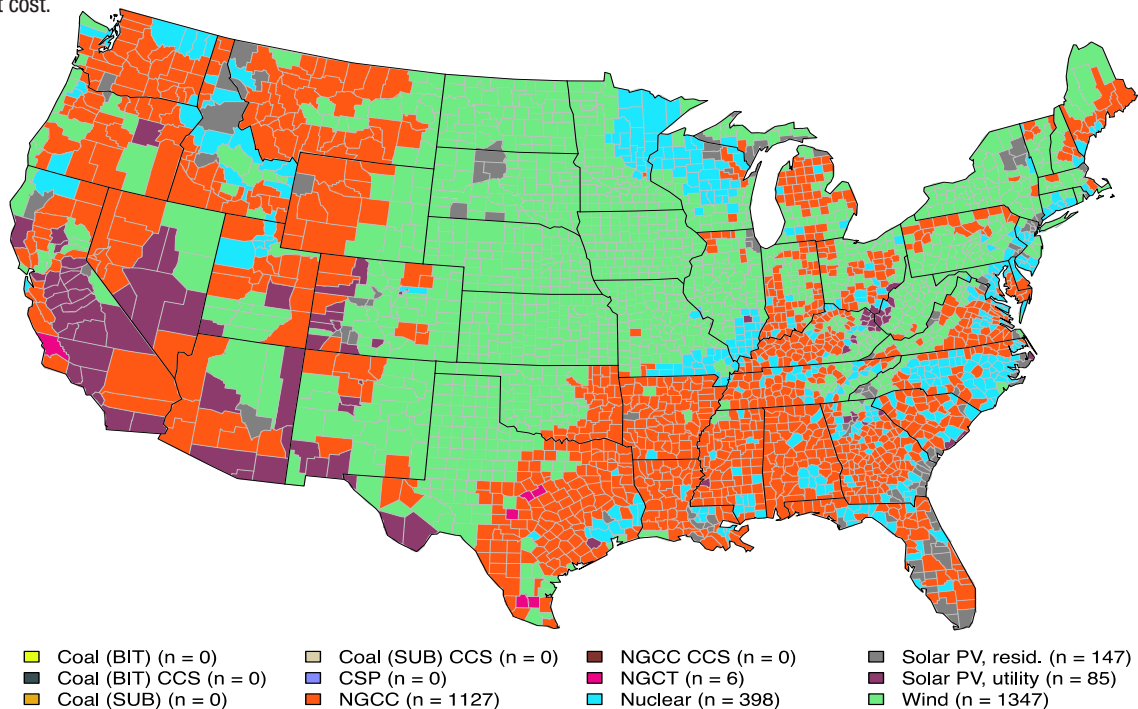 t cost.
Coal (BIT) (n = 0) Coal (SUB) CCS (n = 0) NGCC CCS (n = 0) Solar PV, resid. (n = 147)
Coal (BIT) CCS (n = 0) CSP (n = 0) NGCT (n = 6) Solar PV, utility (n = 85)
Coal (SUB) (n = 0) NGCC (n = 1127) Nuclear (n = 398) Wind (n = 1347)